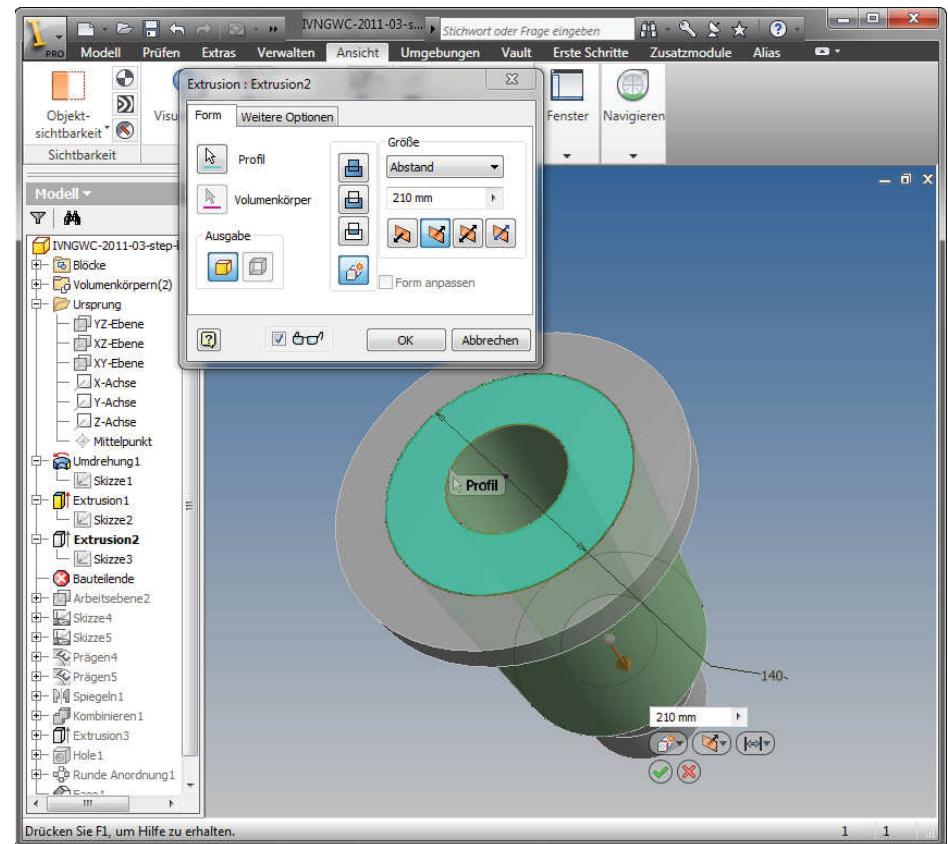 IVNGWC-2011-03-s...
Stichwort oder Frage eingeben
PRO
Modell Prüfen Extras Verwalten Ansicht Umgebungen Vault Erste Schritte Zusatzmodule Alias
Objekt-
sichtbarkeit
Visu
Fenster
Navigieren
Sichtbarkeit
Extrusion : Extrusion2
Form
Weitere Optionen
Profil
Volumenkörper
Ausgabe
Größe
Abstand
210 mm
Form anpassen
OK
Abbrechen
Modell
IVNGWC-2011-03-step-
Blöcke
Volumenkörpern(2)
Ursprung
YZ-Ebene
XZ-Ebene
XY-Ebene
X-Achse
Y-Achse
Z-Achse
Mittelpunkt
Umdrehung1
Skizze1
Extrusion1
Skizze2
Extrusion2
Skizze3
Bauteilende
Arbeitsebene2
Skizze4
Skizze5
Prägen4
Prägen5
Spiegeln1
Kombinieren1
Extrusion3
Hole1
Runde Anordnung1
Profil
140
210 mm
Drücken Sie F1, um Hilfe zu erhalten.
1 1